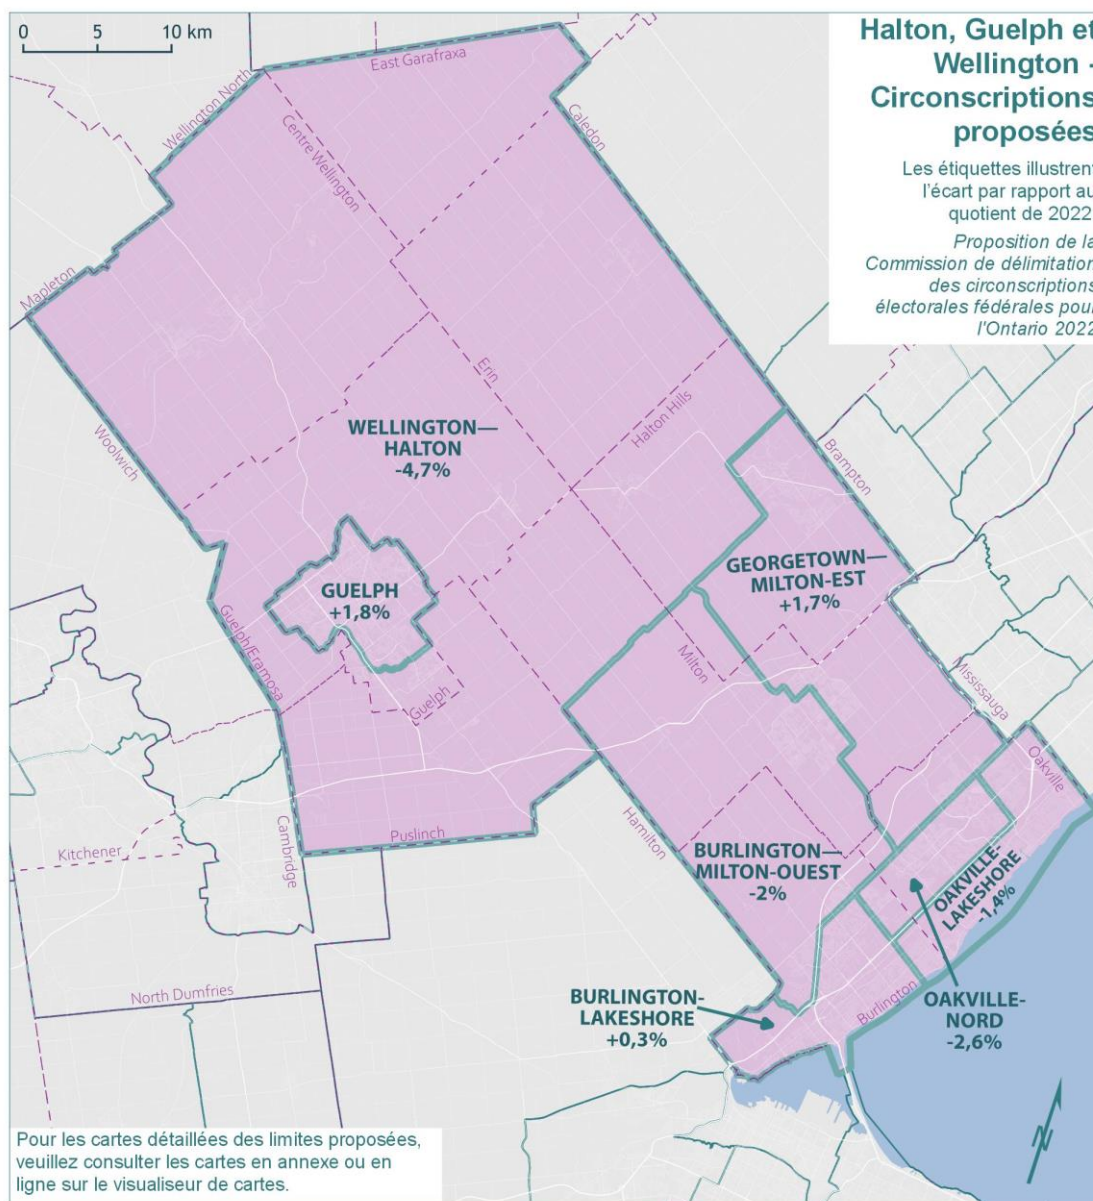 0 5 10 km
Halton, Guelph et
Wellington -
Circonscriptions
proposées
Les étiquettes illustrent
l'écart par rapport au
quotient de 2022
Proposition de la
Commission de délimitation
des circonscriptions
électorales fédérales pour
l'Ontario 2022
East Garafraxa
Wellington North
Centre Wellington
Caledon
Mapleton
Erin
Woolwich
WELLINGTON—
HALTON
-4,7%
Halton Hills
Brampton
GEORGETOWN—
MILTON-EST
+1,7%
GUELPH
+1,8%
Guelph/Eramosa
Guelph
Milton
Mississauga
Oakville
Puslinch
Hamilton
Cambridge
Kitchener
BURLINGTON—
MILTON-OUEST
-2%
OAKVILLE-
LAKESHORE
-1,4%
North Dumfries
BURLINGTON-
LAKESHORE
+0,3%
Burlington
OAKVILLE-
NORD
-2,6%
Pour les cartes détaillées des limites proposées,
veuillez consulter les cartes en annexe ou en
ligne sur le visualiseur de cartes.
N